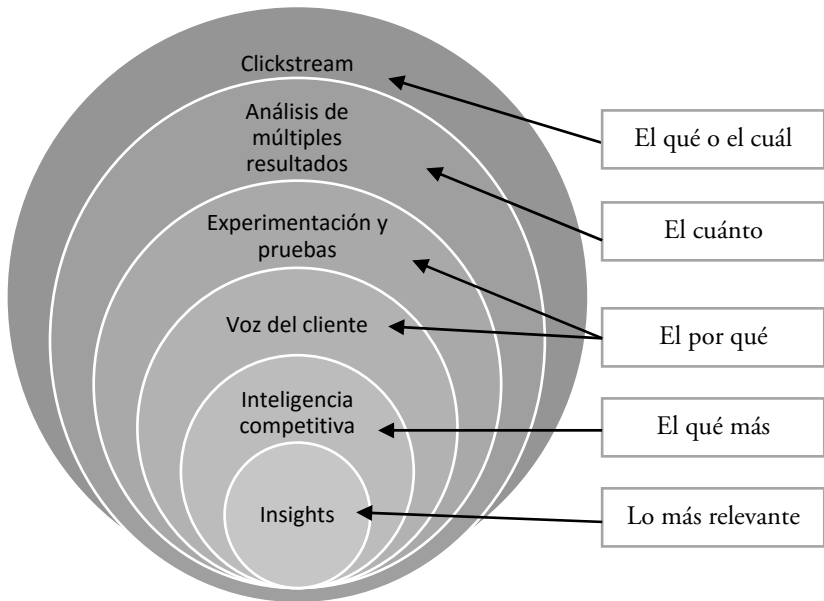 Clickstream
Análisis de
múltiples
resultados
Experimentación y
pruebas
Voz del cliente
Inteligencia
competitiva
Insights
El qué o el cuál
El cuánto
El por qué
El qué más
Lo más relevante